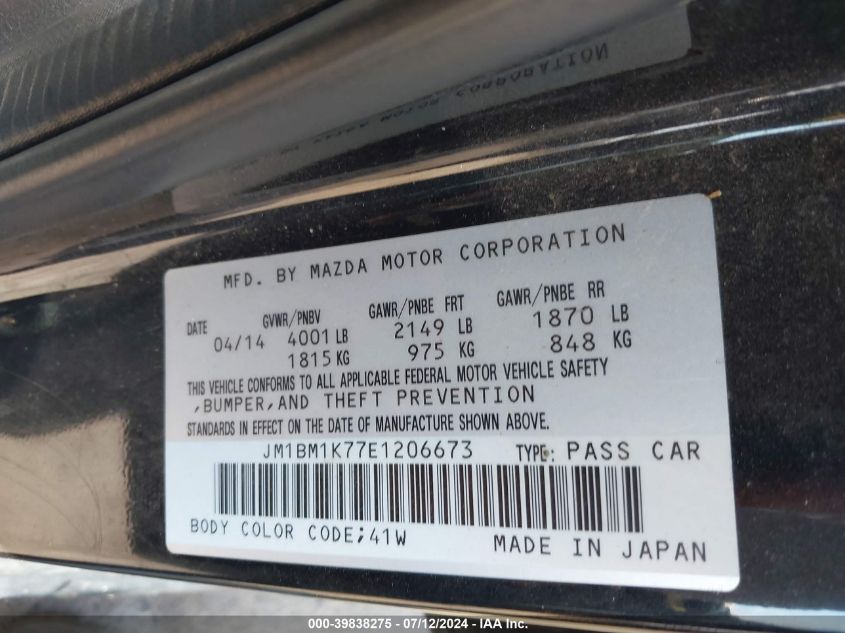 MFD. BY MAZDA MOTOR CORPORATION
DATE GVWR/PNBV GAWR/PNBE FRT GAWR/PNBE RR
04/14 4001 LB 2149 LB 1870 LB
1815 KG 975 KG 848 KG
THIS VEHICLE CONFORMS TO ALL APPLICABLE FEDERAL MOTOR VEHICLE SAFETY
,BUMPER,AND THEFT PREVENTION
STANDARDS IN EFFECT ON THE DATE OF MANUFACTURE SHOWN ABOVE.
JM1BM1K77E1206673 TYPE: PASS CAR
BODY COLOR CODE;41W
MADE IN JAPAN
000-39838275 - 07/12/2024 - IAA Inc.